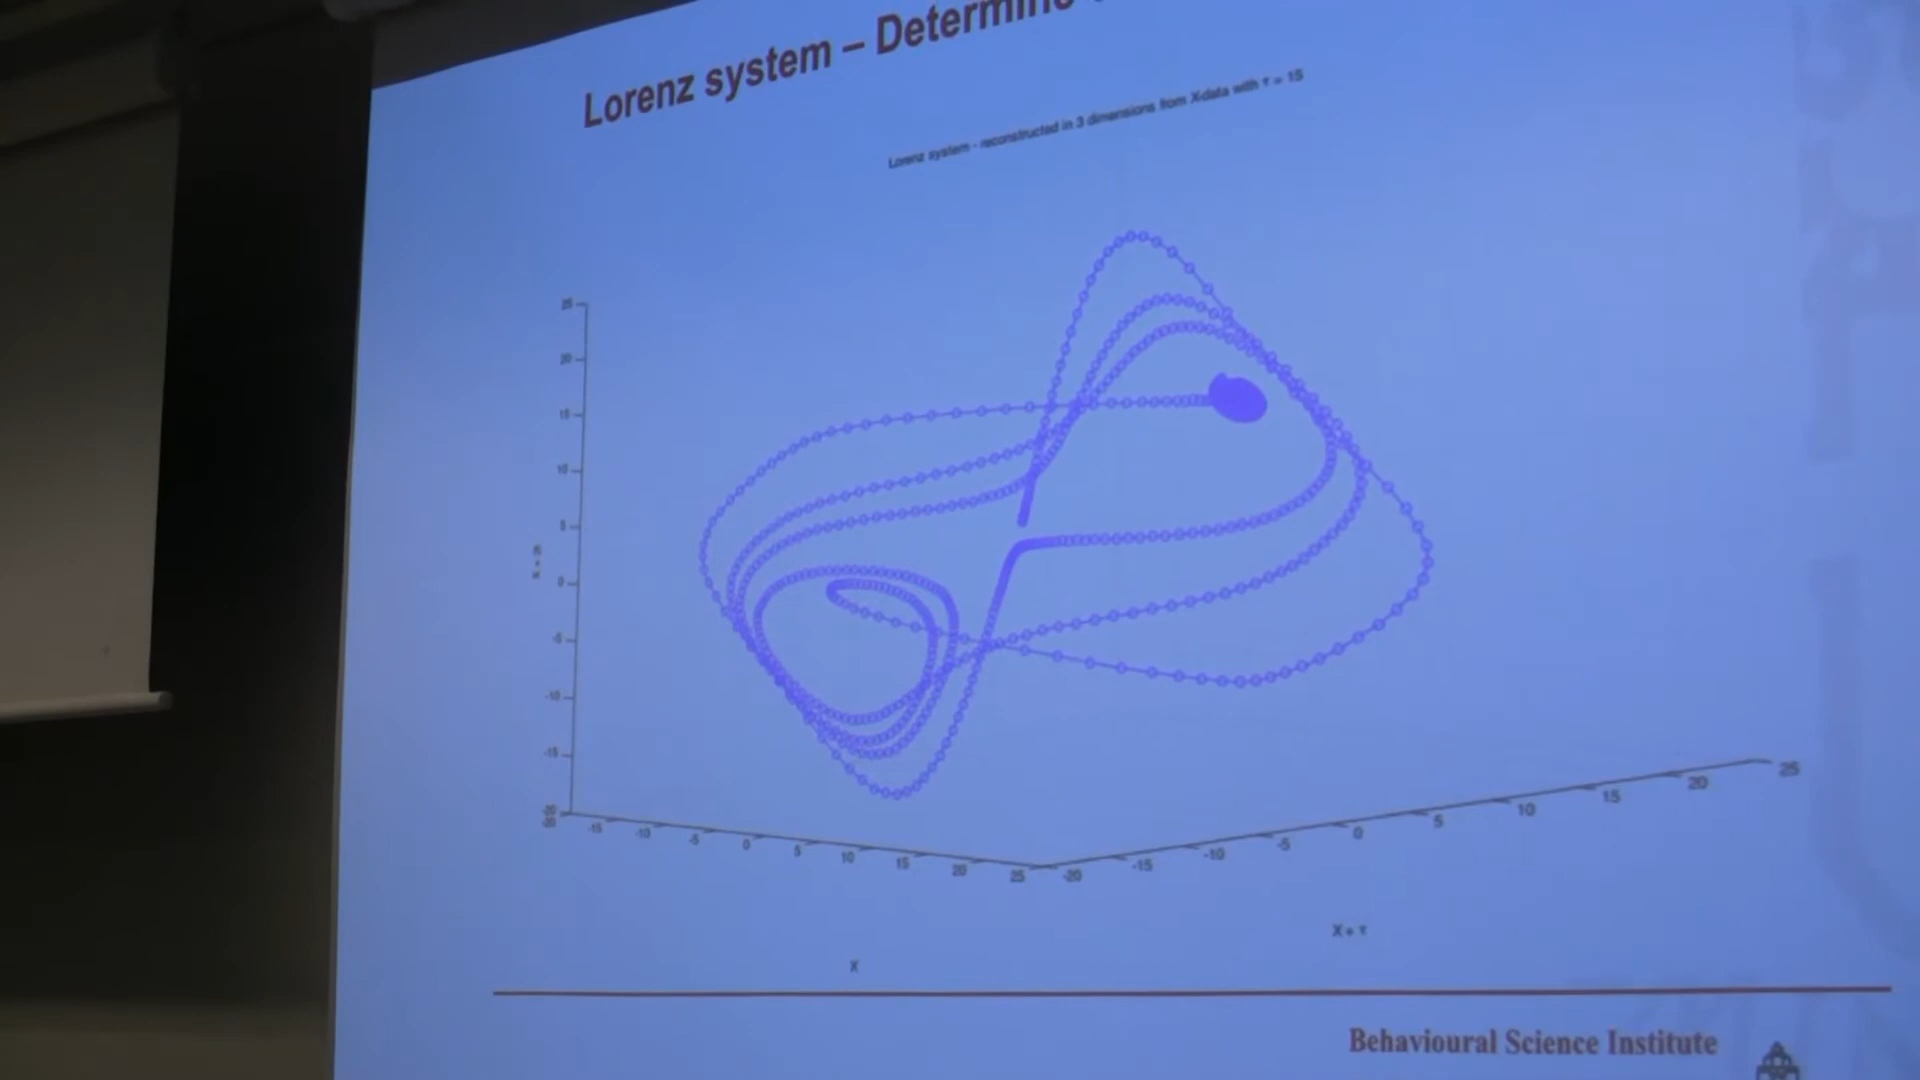 Lorenz system – Determine
Lorenz system - reconstructed in 3 dimensions from X-data with τ = 15
25
20
15
10
5
0
-5
-10
-15
-20
-20 -15 -10 -5 0 5 10 15 20 25
-20 -15 -10 -5 0 5 10 15 20 25
X + τ
X
Behavioural Science Institute